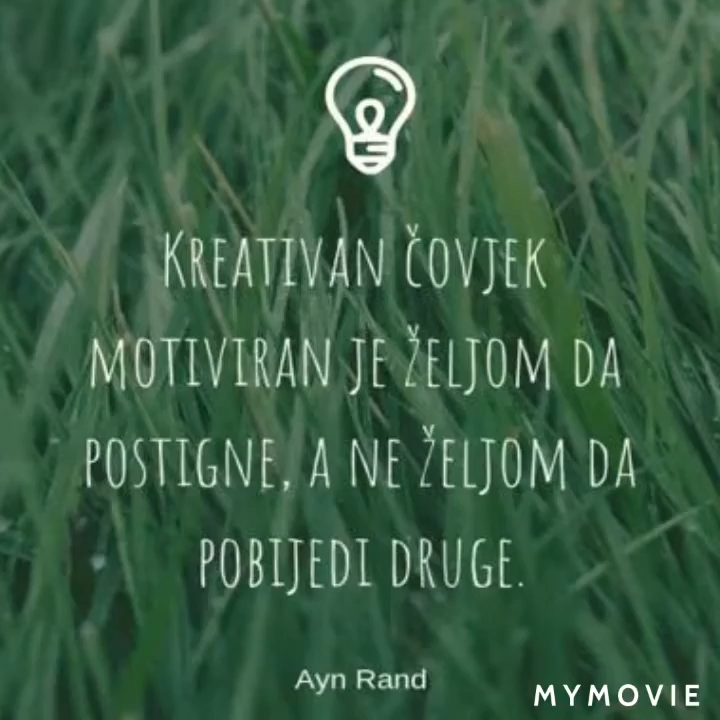 Kreativan čovjek
motiviran je željom da
postigne, a ne željom da
pobijedi druge.
Ayn Rand
MYMOVIE